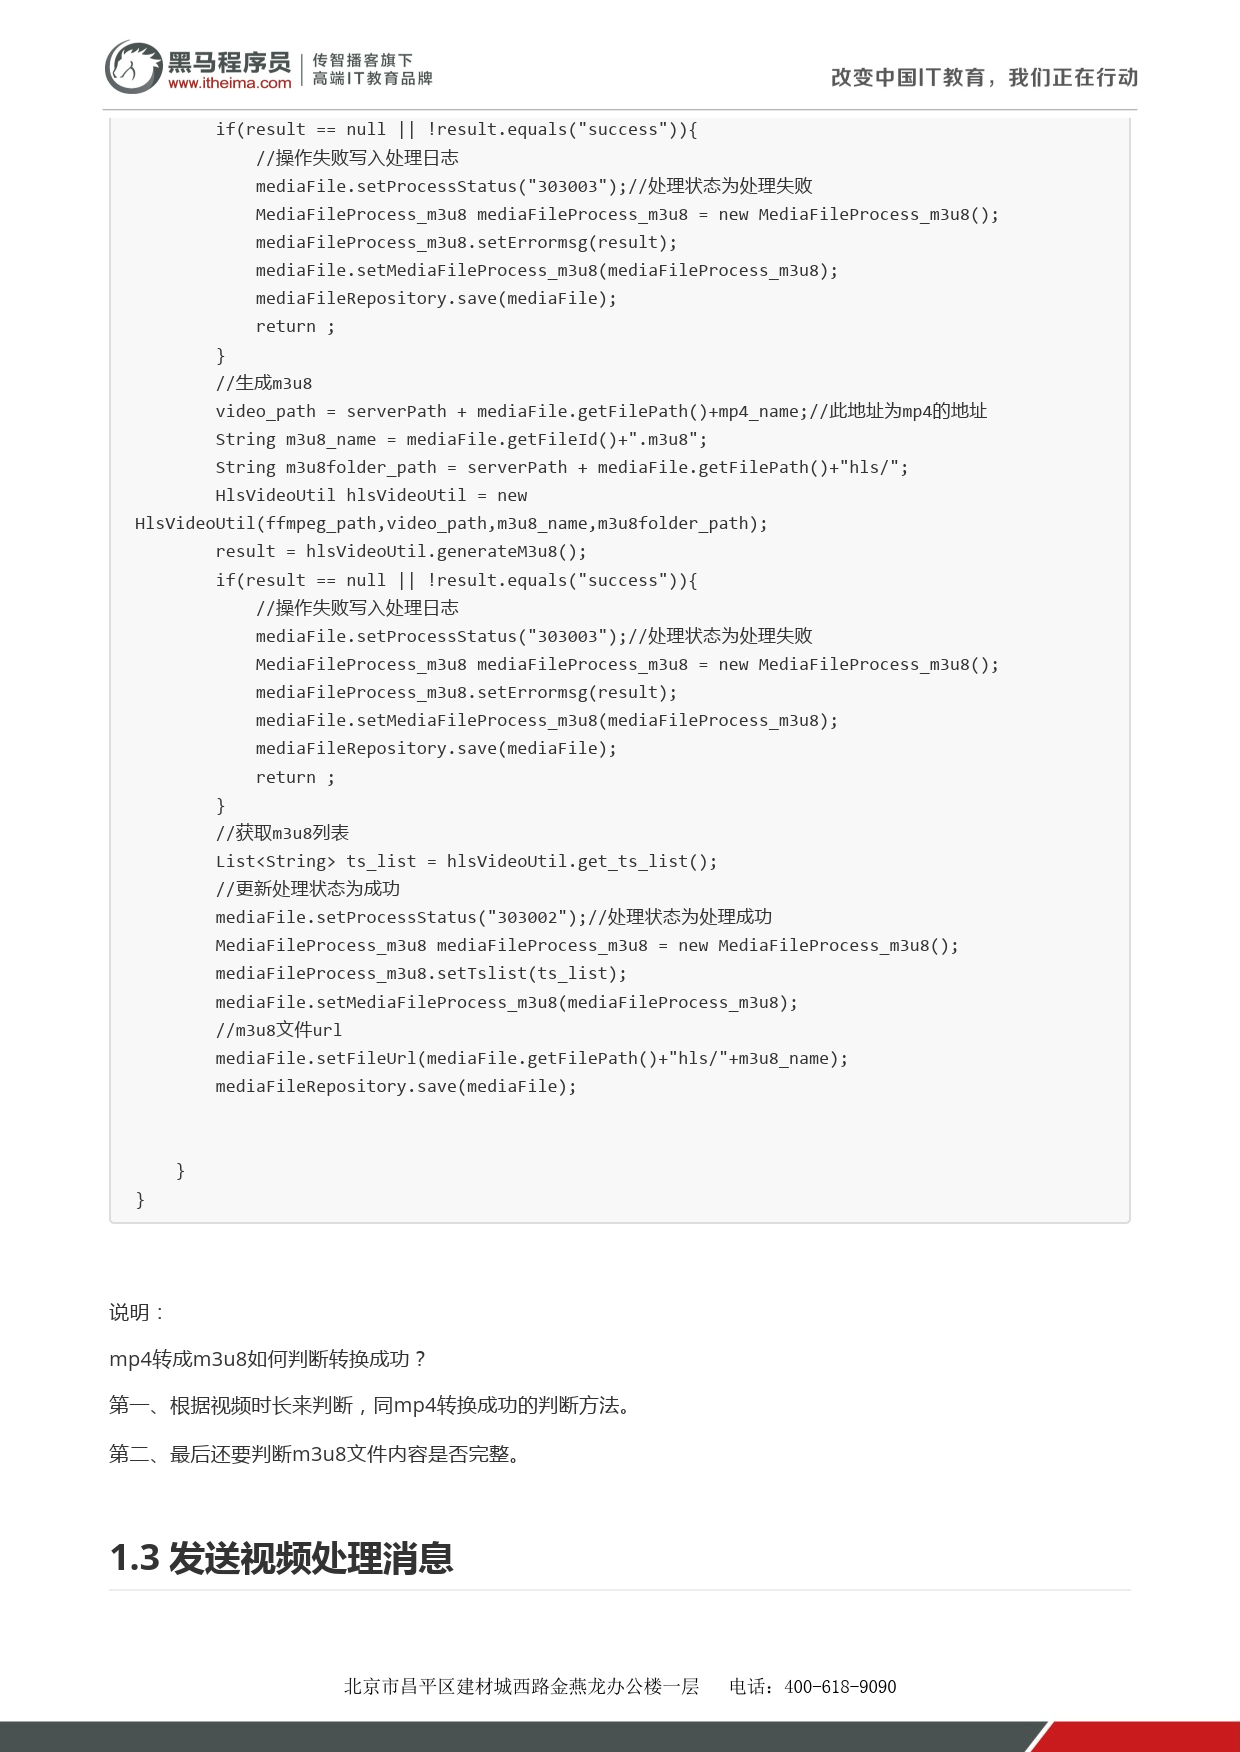 黑马程序员
www.itheima.com
传智播客旗下
高端IT教育品牌
改变中国IT教育，我们正在行动
        if(result == null || !result.equals("success")){
            //操作失败写入处理日志
            mediaFile.setProcessStatus("303003");//处理状态为处理失败
            MediaFileProcess_m3u8 mediaFileProcess_m3u8 = new MediaFileProcess_m3u8();
            mediaFileProcess_m3u8.setErrormsg(result);
            mediaFile.setMediaFileProcess_m3u8(mediaFileProcess_m3u8);
            mediaFileRepository.save(mediaFile);
            return ;
        }
        //生成m3u8
        video_path = serverPath + mediaFile.getFilePath()+mp4_name;//此地址为mp4的地址
        String m3u8_name = mediaFile.getFileId()+".m3u8";
        String m3u8folder_path = serverPath + mediaFile.getFilePath()+"hls/";
        HlsVideoUtil hlsVideoUtil = new
HlsVideoUtil(ffmpeg_path,video_path,m3u8_name,m3u8folder_path);
        result = hlsVideoUtil.generateM3u8();
        if(result == null || !result.equals("success")){
            //操作失败写入处理日志
            mediaFile.setProcessStatus("303003");//处理状态为处理失败
            MediaFileProcess_m3u8 mediaFileProcess_m3u8 = new MediaFileProcess_m3u8();
            mediaFileProcess_m3u8.setErrormsg(result);
            mediaFile.setMediaFileProcess_m3u8(mediaFileProcess_m3u8);
            mediaFileRepository.save(mediaFile);
            return ;
        }
        //获取m3u8列表
        List<String> ts_list = hlsVideoUtil.get_ts_list();
        //更新处理状态为成功
        mediaFile.setProcessStatus("303002");//处理状态为处理成功
        MediaFileProcess_m3u8 mediaFileProcess_m3u8 = new MediaFileProcess_m3u8();
        mediaFileProcess_m3u8.setTslist(ts_list);
        mediaFile.setMediaFileProcess_m3u8(mediaFileProcess_m3u8);
        //m3u8文件url
        mediaFile.setFileUrl(mediaFile.getFilePath()+"hls/"+m3u8_name);
        mediaFileRepository.save(mediaFile);
    }
}
说明：
mp4转成m3u8如何判断转换成功？
第一、根据视频时长来判断，同mp4转换成功的判断方法。
第二、最后还要判断m3u8文件内容是否完整。
1.3 发送视频处理消息
北京市昌平区建材城西路金燕龙办公楼一层 电话：400-618-9090